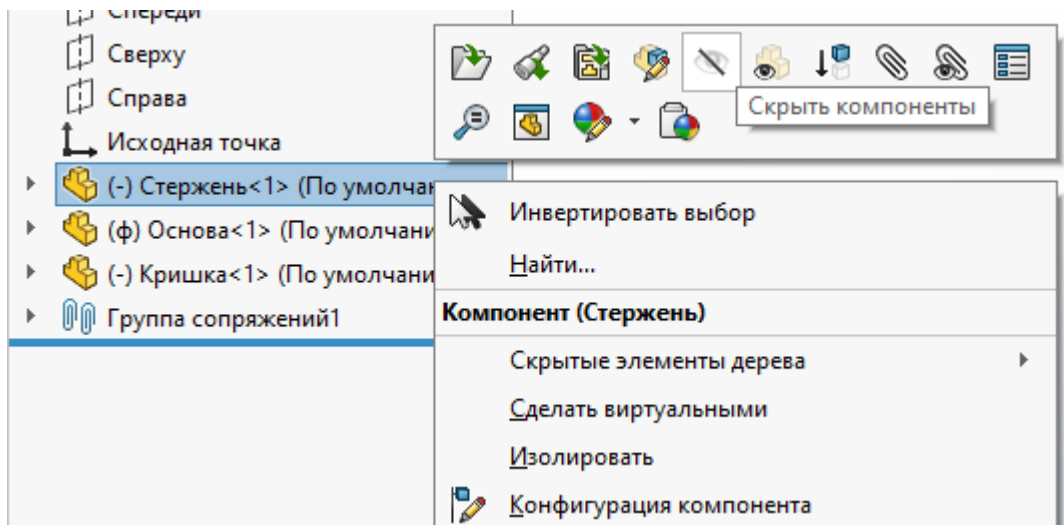 Спереди
Сверху
Справа
Исходная точка
(-) Стержень<1> (По умолчан
(ф) Основа<1> (По умолчани
(-) Кришка<1> (По умолчани
Группа сопряжений1
Скрыть компоненты
Инвертировать выбор
Найти...
Компонент (Стержень)
Скрытые элементы дерева
Сделать виртуальными
Изолировать
Конфигурация компонента